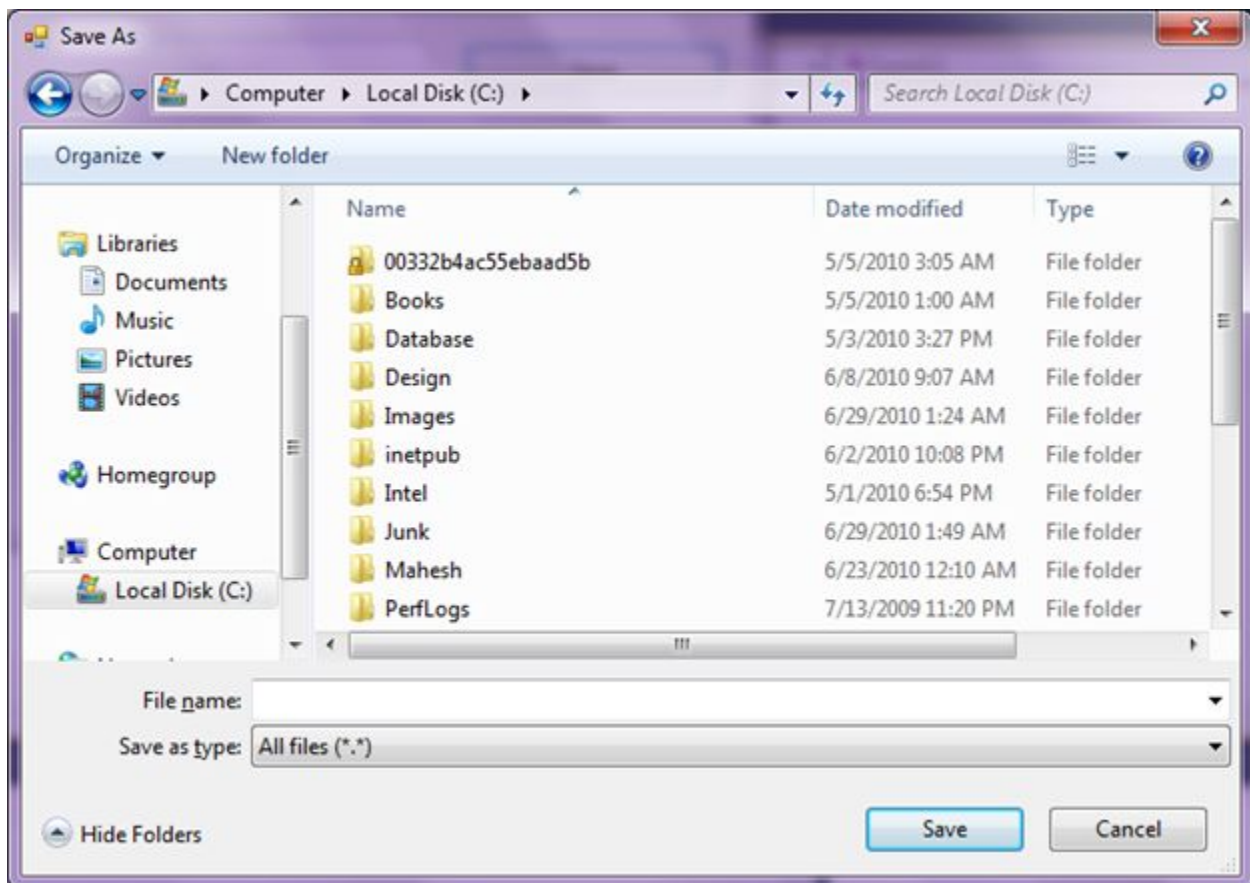 Save As
Computer Local Disk (C:) Search Local Disk (C:)
Organize New folder
Name Date modified Type
Libraries
Documents
Music
Pictures
Videos
Homegroup
Computer
Local Disk (C:)
00332b4ac55ebaad5b 5/5/2010 3:05 AM File folder
Books 5/5/2010 1:00 AM File folder
Database 5/3/2010 3:27 PM File folder
Design 6/8/2010 9:07 AM File folder
Images 6/29/2010 1:24 AM File folder
inetpub 6/2/2010 10:08 PM File folder
Intel 5/1/2010 6:54 PM File folder
Junk 6/29/2010 1:49 AM File folder
Mahesh 6/23/2010 12:10 AM File folder
PerfLogs 7/13/2009 11:20 PM File folder
File name:
Save as type: All files (*.*)
Hide Folders Save Cancel